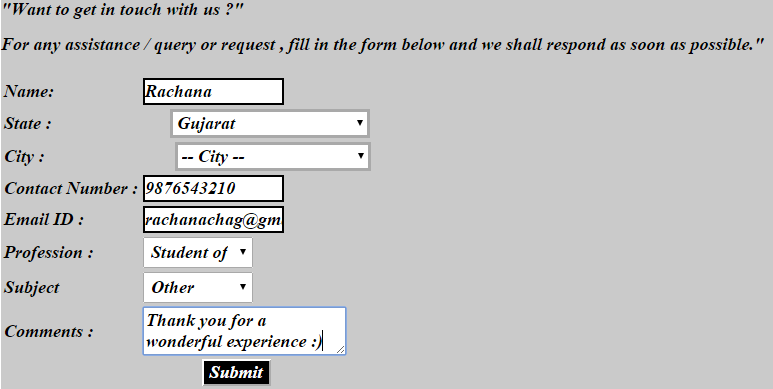 "Want to get in touch with us ?"
For any assistance / query or request , fill in the form below and we shall respond as soon as possible."
Name: Rachana
State : Gujarat
City : -- City --
Contact Number : 9876543210
Email ID : rachanachag@gm
Profession : Student of
Subject Other
Comments : Thank you for a
wonderful experience :)
Submit